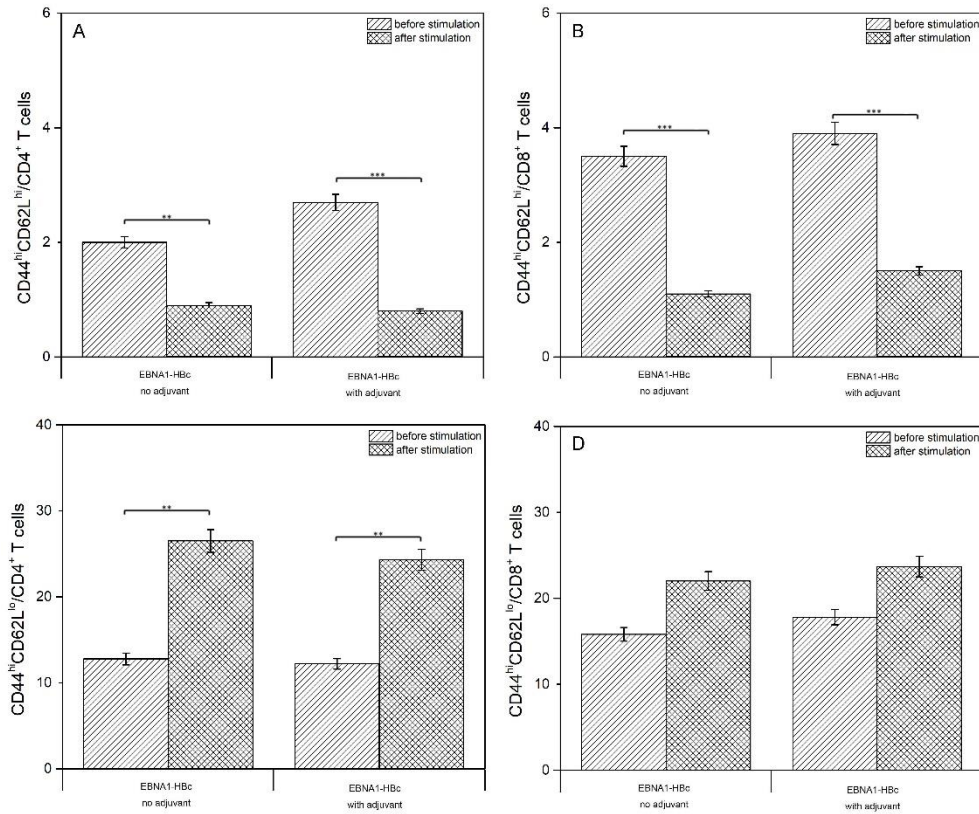 A
before stimulation
after stimulation
6
4
2
0
CD44hiCD62Lhi/CD4+ T cells
**
***
EBNA1-HBc
no adjuvant
EBNA1-HBc
with adjuvant
B
before stimulation
after stimulation
6
4
2
0
CD44hiCD62Lhi/CD8+ T cells
***
***
EBNA1-HBc
no adjuvant
EBNA1-HBc
with adjuvant
before stimulation
after stimulation
40
30
20
10
0
CD44hiCD62Llo/CD4+ T cells
**
**
EBNA1-HBc
no adjuvant
EBNA1-HBc
with adjuvant
D
before stimulation
after stimulation
40
30
20
10
0
CD44hiCD62Llo/CD8+ T cells
EBNA1-HBc
no adjuvant
EBNA1-HBc
with adjuvant